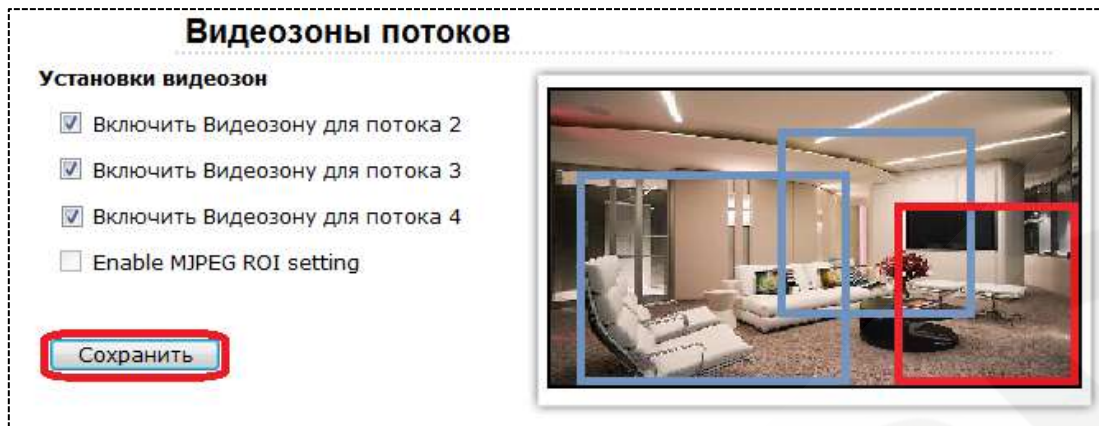 Видеозоны потоков
Установки видеозон
Включить Видеозону для потока 2
Включить Видеозону для потока 3
Включить Видеозону для потока 4
Enable MJPEG ROI setting
Сохранить